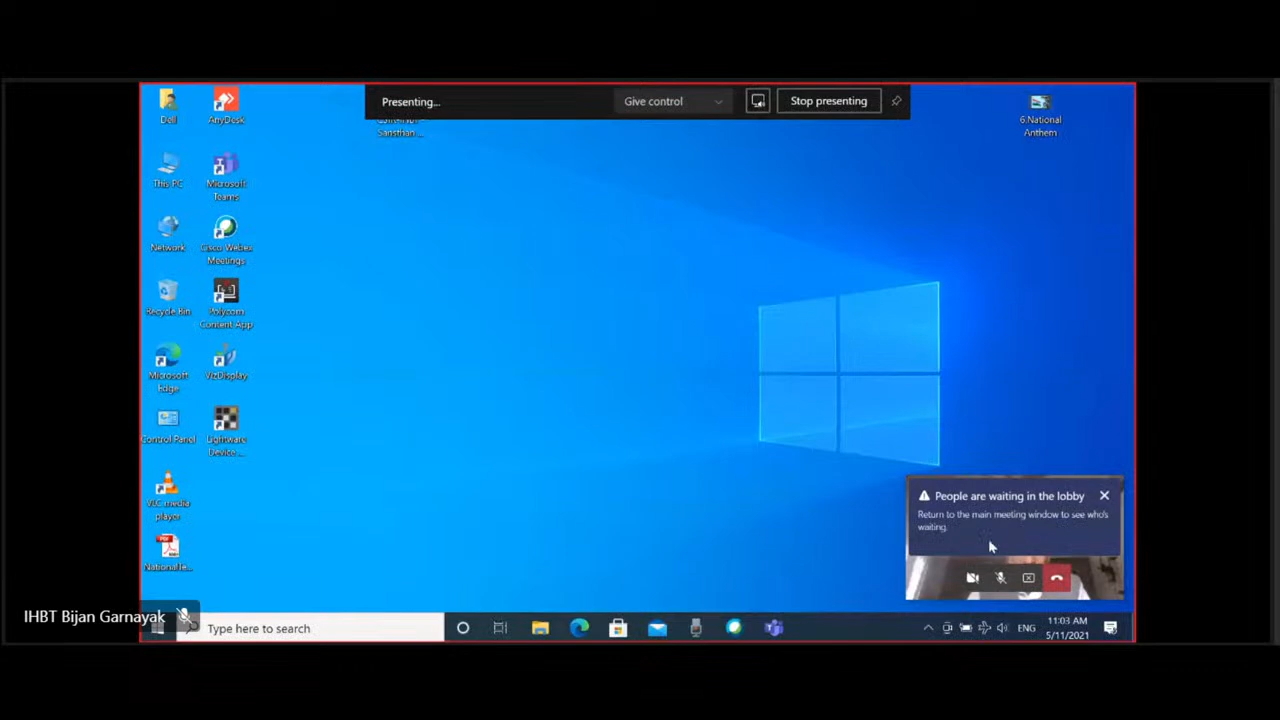 Presenting...
Give control
Stop presenting
Dell
AnyDesk
Sansthan ...
6.National
Anthem
This PC
Microsoft
Teams
Network
Cisco Webex
Meetings
Recycle Bin
Polycom
Content App
Microsoft
Edge
VizDisplay
Control Panel
Lightware
Device...
VLC media
player
People are waiting in the lobby
Return to the main meeting window to see who's
waiting.
IHBT Bijan Garnayak
Type here to search
ENG
11:03 AM
5/11/2021